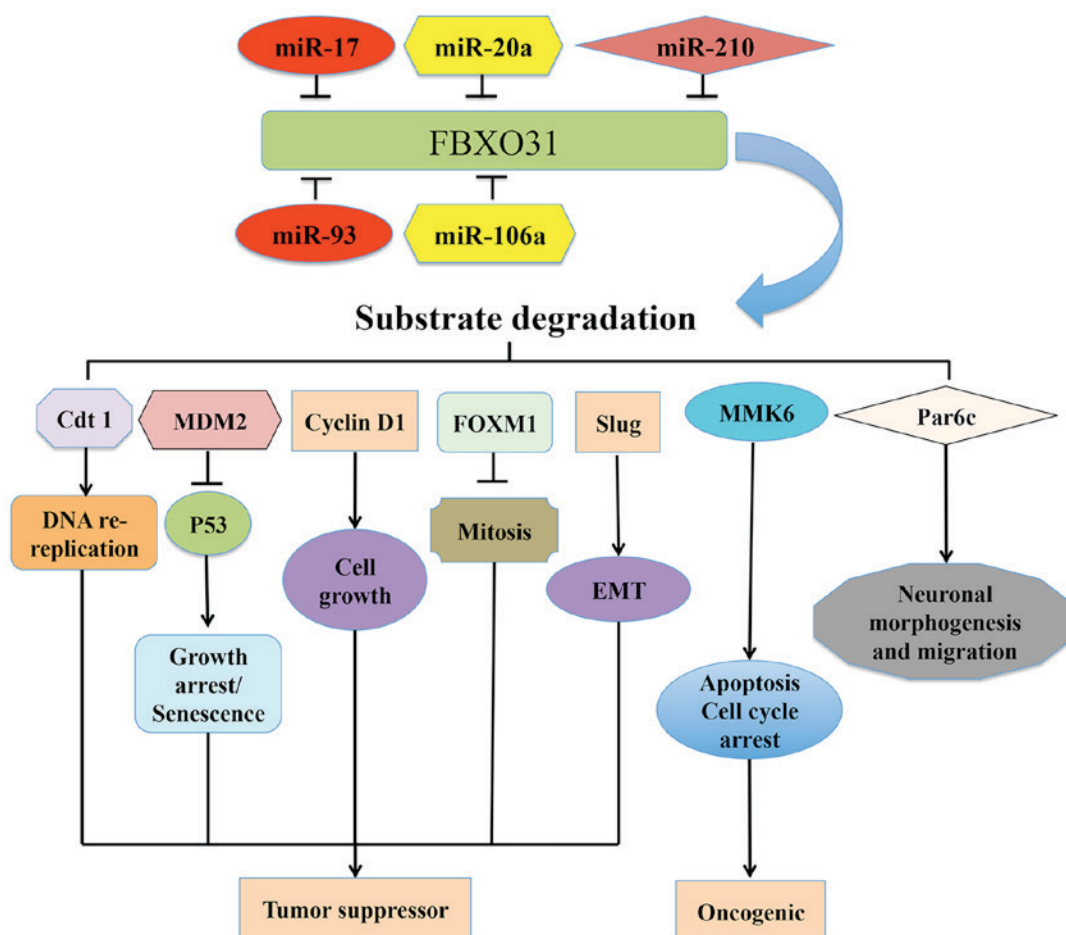 miR-17
miR-20a
miR-210
FBXO31
miR-93
miR-106a
Substrate degradation
Cdt 1
MDM2
Cyclin D1
FOXM1
Slug
MMK6
Par6c
DNA re-
replication
P53
Cell
growth
Mitosis
EMT
Neuronal
morphogenesis
and migration
Growth
arrest/
Senescence
Apoptosis
Cell cycle
arrest
Tumor suppressor
Oncogenic